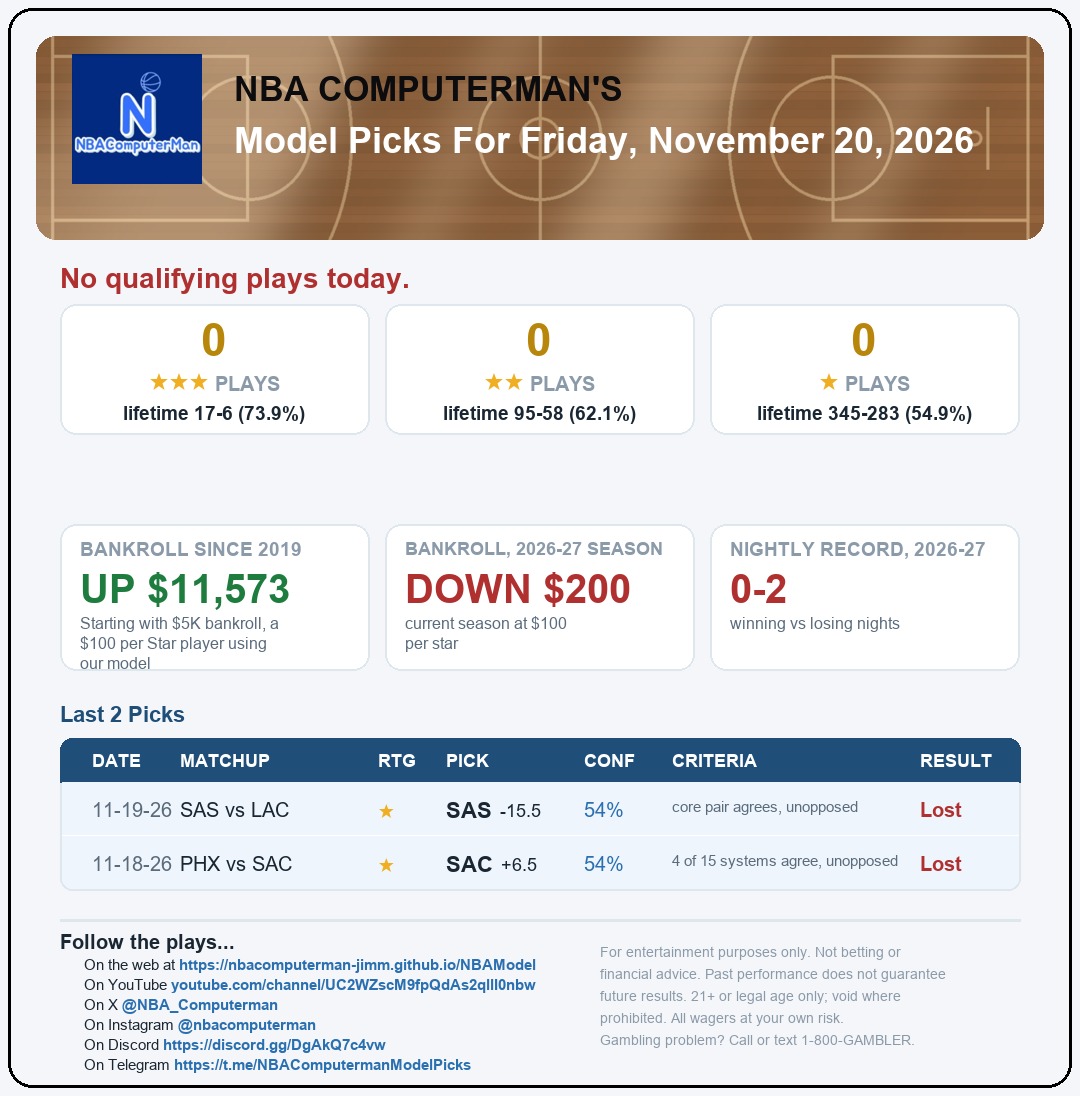 NBAComputerMan
NBA COMPUTERMAN'S
Model Picks For Friday, November 20, 2026
No qualifying plays today.
0
★★★ PLAYS
lifetime 17-6 (73.9%)
0
★★ PLAYS
lifetime 95-58 (62.1%)
0
★ PLAYS
lifetime 345-283 (54.9%)
BANKROLL SINCE 2019
UP $11,573
Starting with $5K bankroll, a
$100 per Star player using
our model
BANKROLL, 2026-27 SEASON
DOWN $200
current season at $100
per star
NIGHTLY RECORD, 2026-27
0-2
winning vs losing nights
Last 2 Picks
DATE MATCHUP RTG PICK CONF CRITERIA RESULT
11-19-26 SAS vs LAC ★ SAS -15.5 54% core pair agrees, unopposed Lost
11-18-26 PHX vs SAC ★ SAC +6.5 54% 4 of 15 systems agree, unopposed Lost
Follow the plays...
On the web at https://nbacomputerman-jimm.github.io/NBAModel
On YouTube youtube.com/channel/UC2WZscM9fpQdAs2qlll0nbw
On X @NBA_Computerman
On Instagram @nbacomputerman
On Discord https://discord.gg/DgAkQ7c4vw
On Telegram https://t.me/NBAComputermanModelPicks
For entertainment purposes only. Not betting or
financial advice. Past performance does not guarantee
future results. 21+ or legal age only; void where
prohibited. All wagers at your own risk.
Gambling problem? Call or text 1-800-GAMBLER.